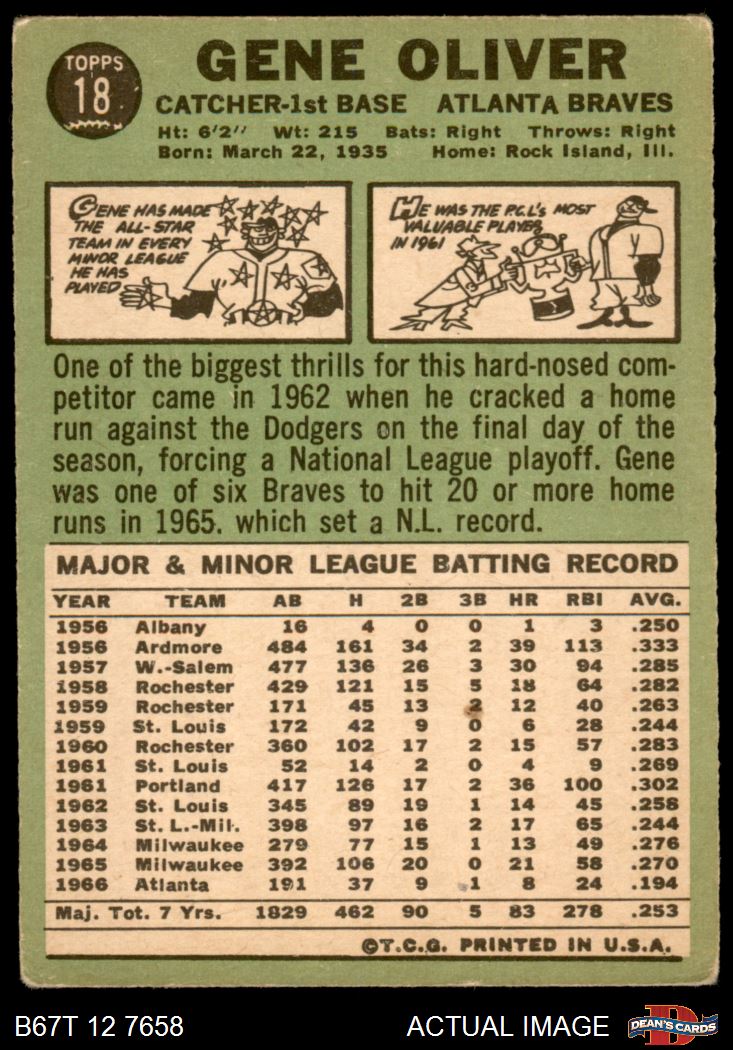 TOPPS
18
GENE OLIVER
CATCHER-1st BASE ATLANTA BRAVES
Ht: 6'2" Wt: 215 Bats: Right Throws: Right
Born: March 22, 1935 Home: Rock Island, Ill.
GENE HAS MADE
THE ALL-STAR
TEAM IN EVERY
MINOR LEAGUE
HE HAS
PLAYED
HE WAS THE P.C.L'S MOST
VALUABLE PLAYER
IN 1961
One of the biggest thrills for this hard-nosed com-
petitor came in 1962 when he cracked a home
run against the Dodgers on the final day of the
season, forcing a National League playoff. Gene
was one of six Braves to hit 20 or more home
runs in 1965. which set a N.L. record.
MAJOR & MINOR LEAGUE BATTING RECORD
YEAR TEAM AB H 2B 3B HR RBI AVG.
1956 Albany 16 4 0 0 1 3 .250
1956 Ardmore 484 161 34 2 39 113 .333
1957 W.-Salem 477 136 26 3 30 94 .285
1958 Rochester 429 121 15 5 18 64 .282
1959 Rochester 171 45 13 2 12 40 .263
1959 St. Louis 172 42 9 0 6 28 .244
1960 Rochester 360 102 17 2 15 57 .283
1961 St. Louis 52 14 2 0 4 9 .269
1961 Portland 417 126 17 2 36 100 .302
1962 St. Louis 345 89 19 1 14 45 .258
1963 St. L.-Mil. 398 97 16 2 17 65 .244
1964 Milwaukee 279 77 15 1 13 49 .276
1965 Milwaukee 392 106 20 0 21 58 .270
1966 Atlanta 191 37 9 1 8 24 .194
Maj. Tot. 7 Yrs. 1829 462 90 5 83 278 .253
©T.C.G. PRINTED IN U.S.A.
B67T 12 7658 ACTUAL IMAGE DEAN'S CARDS